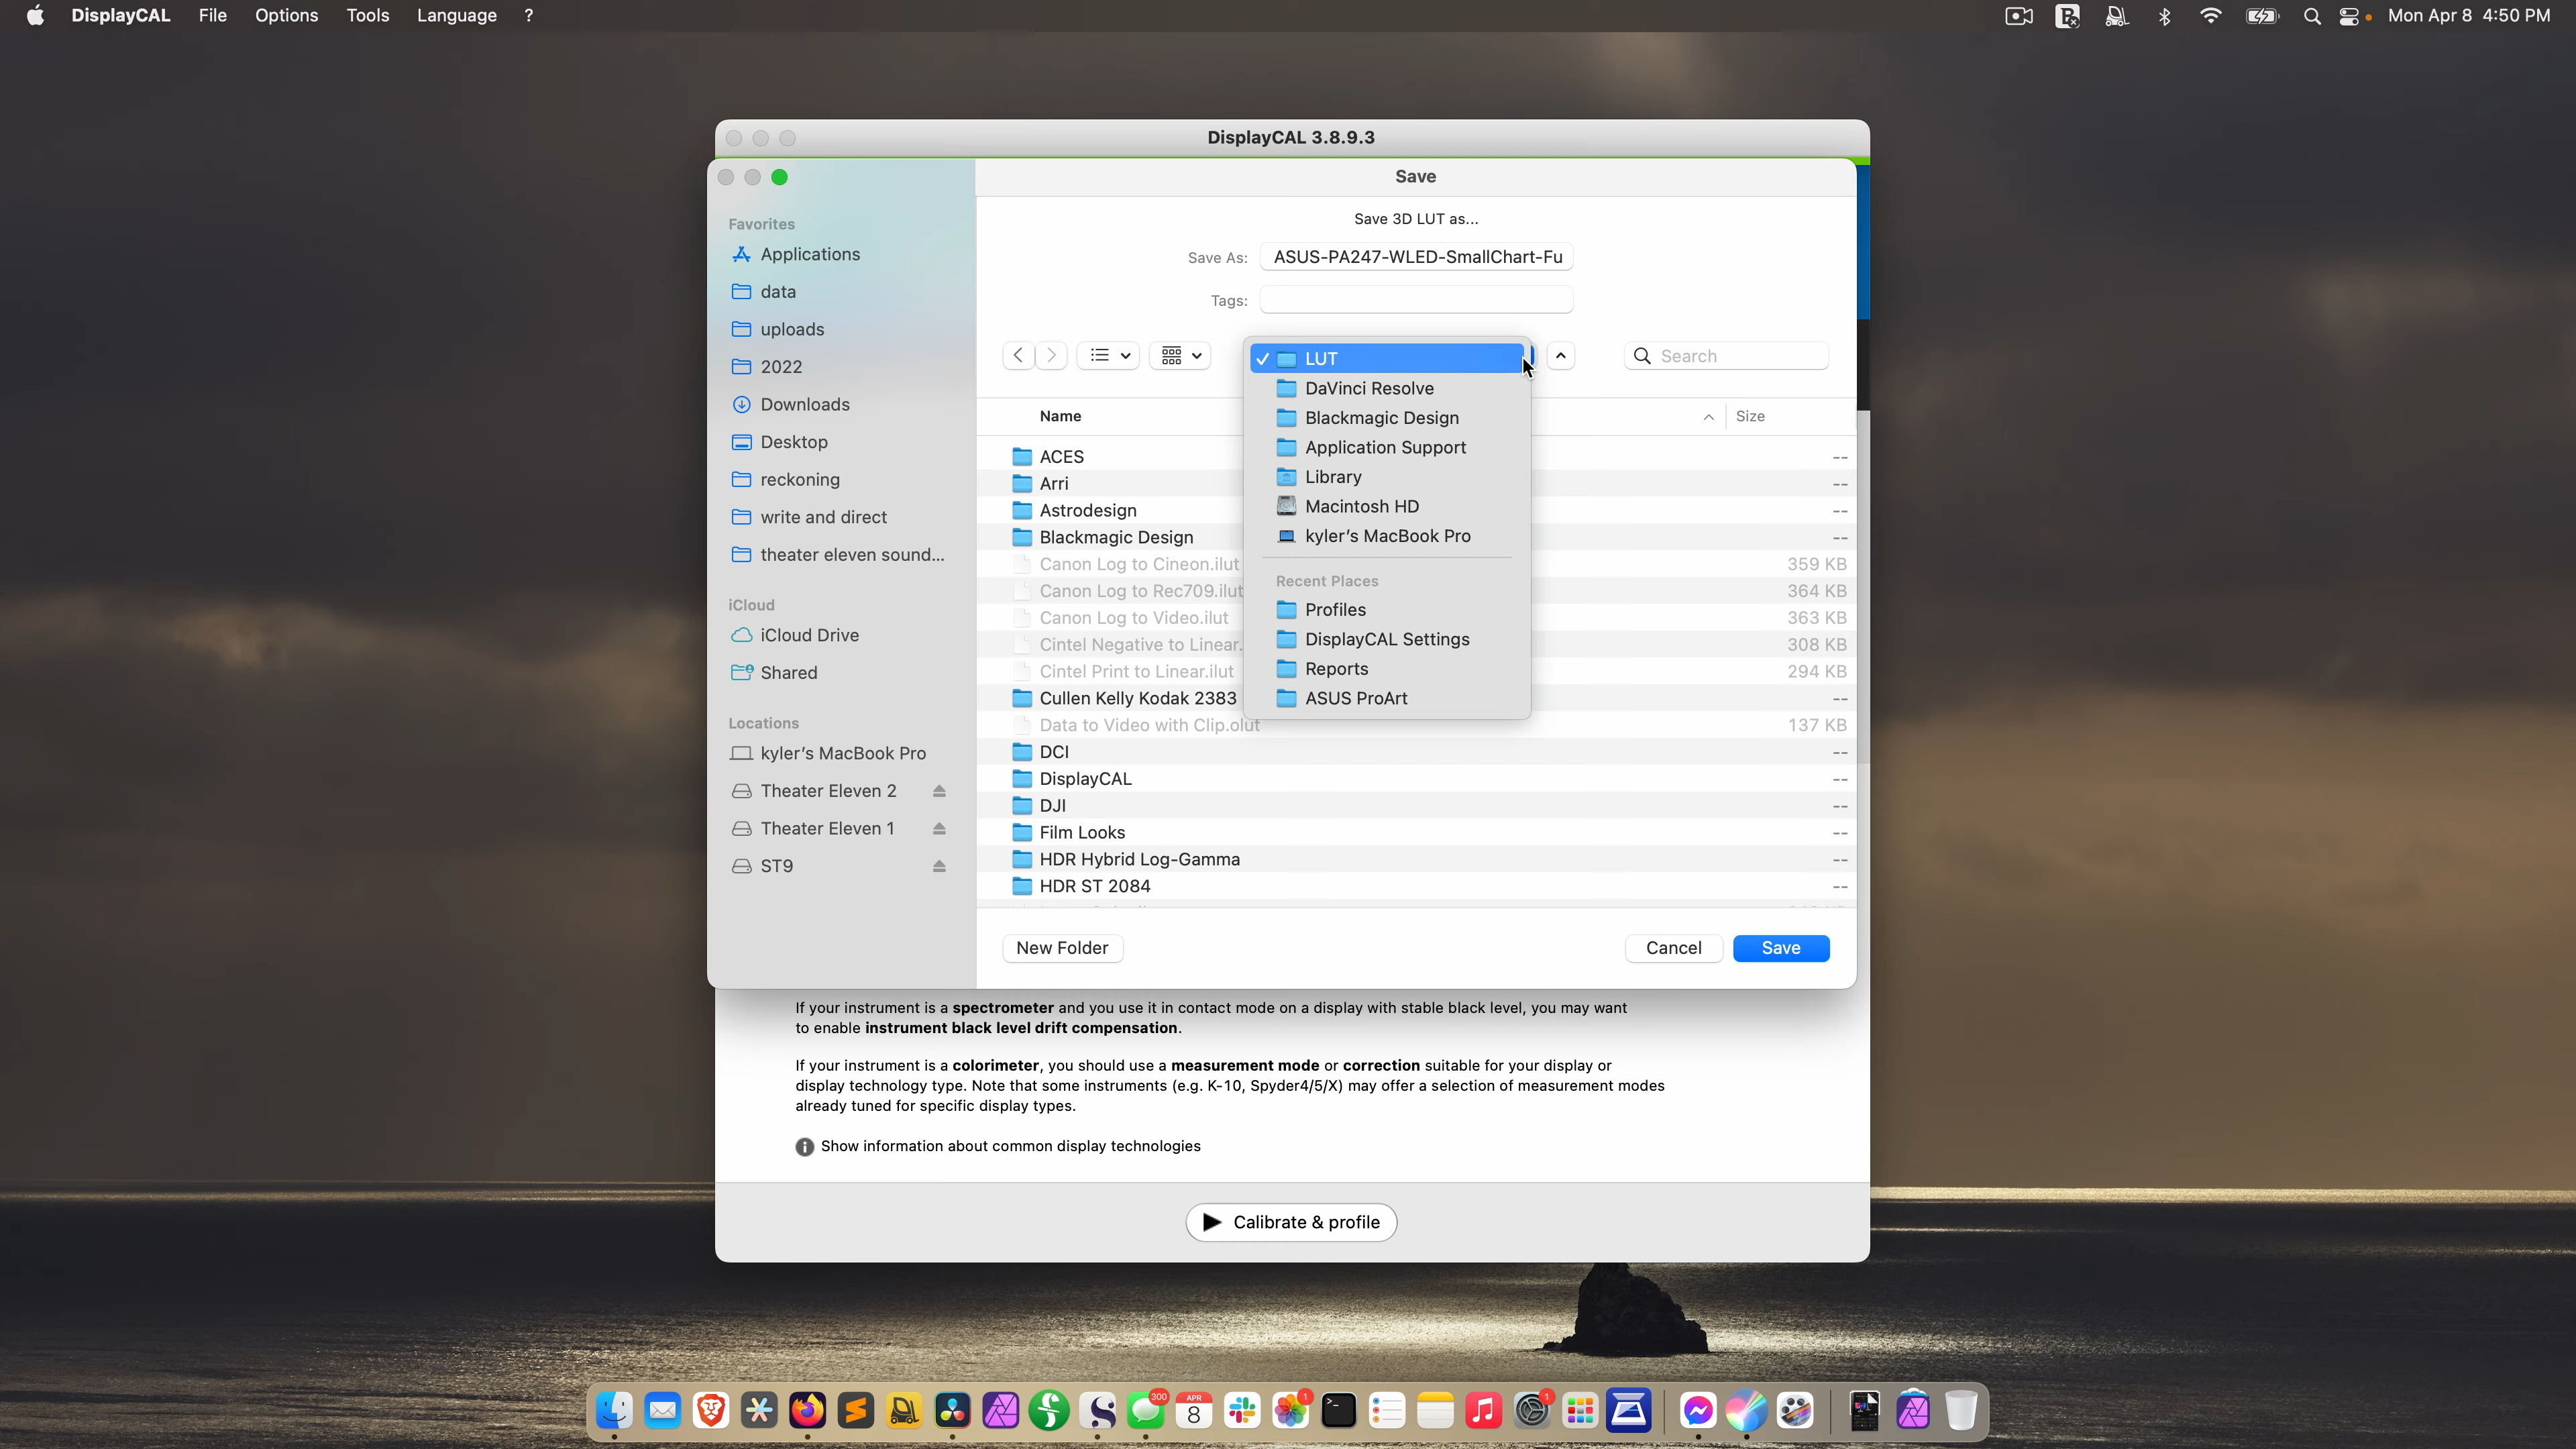 DisplayCAL File Options Tools Language ? Mon Apr 8 4:50 PM
DisplayCAL 3.8.9.3
Save
Save 3D LUT as...
Save As: ASUS-PA247-WLED-SmallChart-Fu
Tags:
Search
Favorites
Applications
data
uploads
2022
Downloads
Desktop
reckoning
write and direct
theater eleven sound...
iCloud
iCloud Drive
Shared
Locations
kyler's MacBook Pro
Theater Eleven 2
Theater Eleven 1
ST9
✓ LUT
DaVinci Resolve
Blackmagic Design
Application Support
Library
Macintosh HD
kyler's MacBook Pro
Recent Places
Profiles
DisplayCAL Settings
Reports
ASUS ProArt
Name Size
ACES --
Arri --
Astrodesign --
Blackmagic Design --
Canon Log to Cineon.ilut 359 KB
Canon Log to Rec709.ilut 364 KB
Canon Log to Video.ilut 363 KB
Cintel Negative to Linear. 308 KB
Cintel Print to Linear.ilut 294 KB
Cullen Kelly Kodak 2383 --
Data to Video with Clip.olut 137 KB
DCI --
DisplayCAL --
DJI --
Film Looks --
HDR Hybrid Log-Gamma --
HDR ST 2084 --
New Folder Cancel Save
If your instrument is a spectrometer and you use it in contact mode on a display with stable black level, you may want
to enable instrument black level drift compensation.
If your instrument is a colorimeter, you should use a measurement mode or correction suitable for your display or
display technology type. Note that some instruments (e.g. K-10, Spyder4/5/X) may offer a selection of measurement modes
already tuned for specific display types.
Show information about common display technologies
Calibrate & profile
300
APR
8
1
1